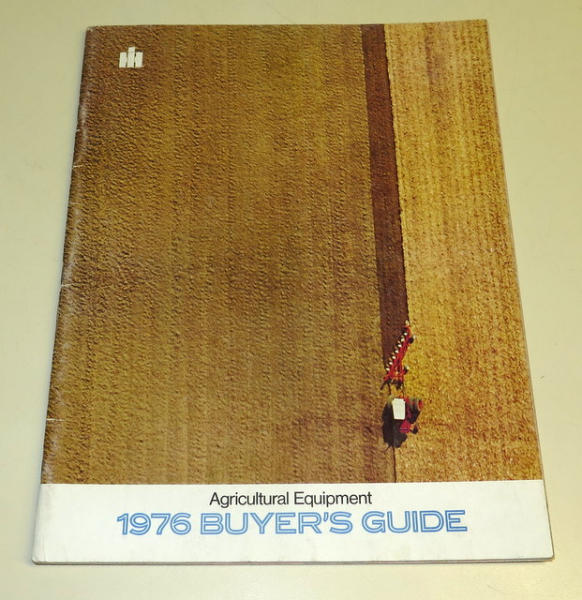 Agricultural Equipment
1976 BUYER'S GUIDE